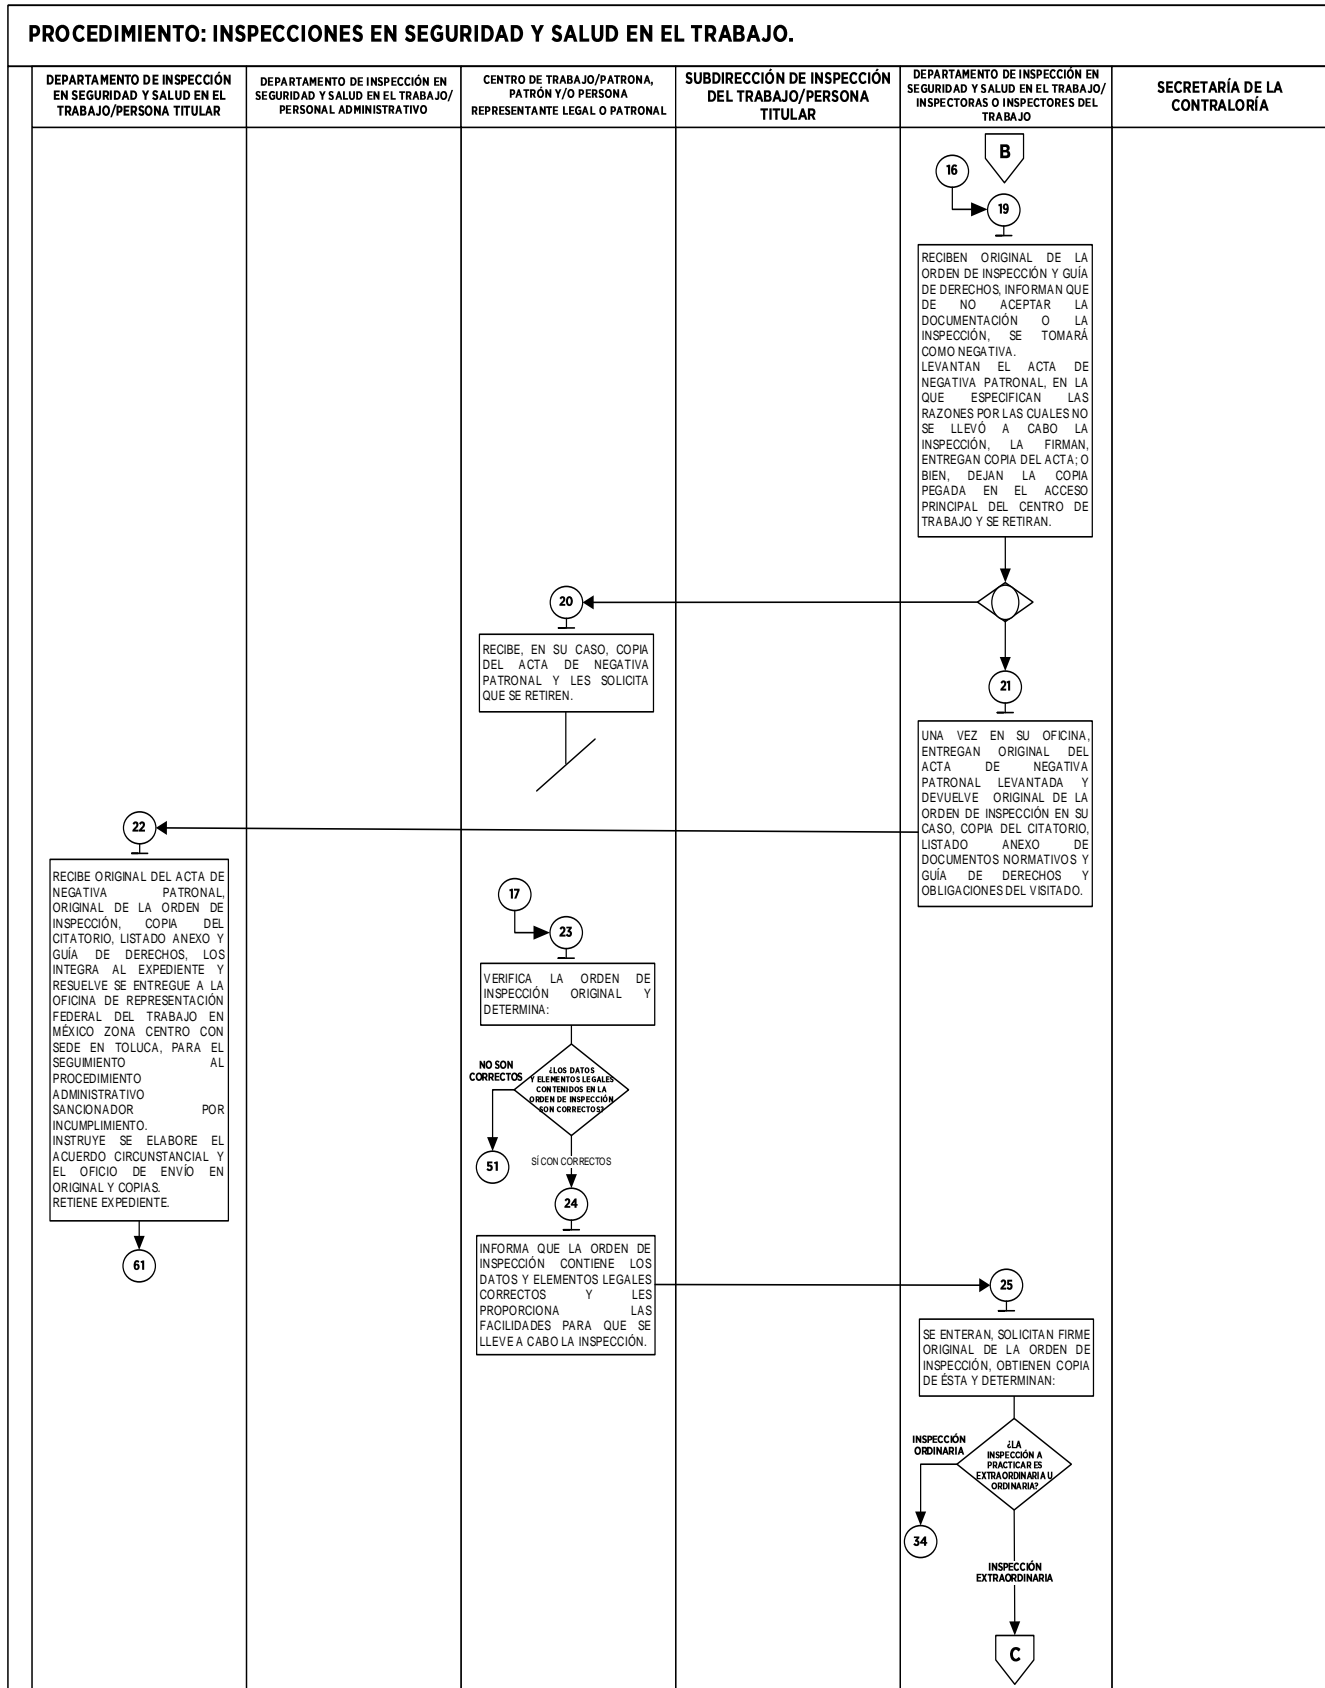 PROCEDIMIENTO: INSPECCIONES EN SEGURIDAD Y SALUD EN EL TRABAJO.
DEPARTAMENTO DE INSPECCIÓN
EN SEGURIDAD Y SALUD EN EL
TRABAJO/PERSONA TITULAR
DEPARTAMENTO DE INSPECCIÓN EN
SEGURIDAD Y SALUD EN EL TRABAJO/
PERSONAL ADMINISTRATIVO
CENTRO DE TRABAJO/PATRONA,
PATRÓN Y/O PERSONA
REPRESENTANTE LEGAL O PATRONAL
SUBDIRECCIÓN DE INSPECCIÓN
DEL TRABAJO/PERSONA
TITULAR
DEPARTAMENTO DE INSPECCIÓN EN
SEGURIDAD Y SALUD EN EL TRABAJO/
INSPECTORAS O INSPECTORES DEL
TRABAJO
SECRETARÍA DE LA
CONTRALORÍA
B
16
19
RECIBEN ORIGINAL DE LA
ORDEN DE INSPECCIÓN Y GUÍA
DE DERECHOS, INFORMAN QUE
DE NO ACEPTAR LA
DOCUMENTACIÓN O LA
INSPECCIÓN, SE TOMARÁ
COMO NEGATIVA.
LEVANTAN EL ACTA DE
NEGATIVA PATRONAL, EN LA
QUE ESPECIFICAN LAS
RAZONES POR LAS CUALES NO
SE LLEVÓ A CABO LA
INSPECCIÓN, LA FIRMAN,
ENTREGAN COPIA DEL ACTA; O
BIEN, DEJAN LA COPIA
PEGADA EN EL ACCESO
PRINCIPAL DEL CENTRO DE
TRABAJO Y SE RETIRAN.
20
RECIBE, EN SU CASO, COPIA
DEL ACTA DE NEGATIVA
PATRONAL Y LES SOLICITA
QUE SE RETIREN.
21
UNA VEZ EN SU OFICINA,
ENTREGAN ORIGINAL DEL
ACTA DE NEGATIVA
PATRONAL LEVANTADA Y
DEVUELVE ORIGINAL DE LA
ORDEN DE INSPECCIÓN EN SU
CASO, COPIA DEL CITATORIO,
LISTADO ANEXO DE
DOCUMENTOS NORMATIVOS Y
GUÍA DE DERECHOS Y
OBLIGACIONES DEL VISITADO.
22
RECIBE ORIGINAL DEL ACTA DE
NEGATIVA PATRONAL,
ORIGINAL DE LA ORDEN DE
INSPECCIÓN, COPIA DEL
CITATORIO, LISTADO ANEXO Y
GUÍA DE DERECHOS, LOS
INTEGRA AL EXPEDIENTE Y
RESUELVE SE ENTREGUE A LA
OFICINA DE REPRESENTACIÓN
FEDERAL DEL TRABAJO EN
MÉXICO ZONA CENTRO CON
SEDE EN TOLUCA, PARA EL
SEGUIMIENTO AL
PROCEDIMIENTO
ADMINISTRATIVO
SANCIONADOR POR
INCUMPLIMIENTO.
INSTRUYE SE ELABORE EL
ACUERDO CIRCUNSTANCIAL Y
EL OFICIO DE ENVÍO EN
ORIGINAL Y COPIAS.
RETIENE EXPEDIENTE.
61
17
23
VERIFICA LA ORDEN DE
INSPECCIÓN ORIGINAL Y
DETERMINA:
NO SON
CORRECTOS
¿LOS DATOS
Y ELEMENTOS LEGALES
CONTENIDOS EN LA
ORDEN DE INSPECCIÓN
SON CORRECTOS?
51
SÍ CON CORRECTOS
24
INFORMA QUE LA ORDEN DE
INSPECCIÓN CONTIENE LOS
DATOS Y ELEMENTOS LEGALES
CORRECTOS Y LES
PROPORCIONA LAS
FACILIDADES PARA QUE SE
LLEVE A CABO LA INSPECCIÓN.
25
SE ENTERAN, SOLICITAN FIRME
ORIGINAL DE LA ORDEN DE
INSPECCIÓN, OBTIENEN COPIA
DE ÉSTA Y DETERMINAN:
INSPECCIÓN
ORDINARIA
¿LA
INSPECCIÓN A
PRACTICAR ES
EXTRAORDINARIA U
ORDINARIA?
34
INSPECCIÓN
EXTRAORDINARIA
C